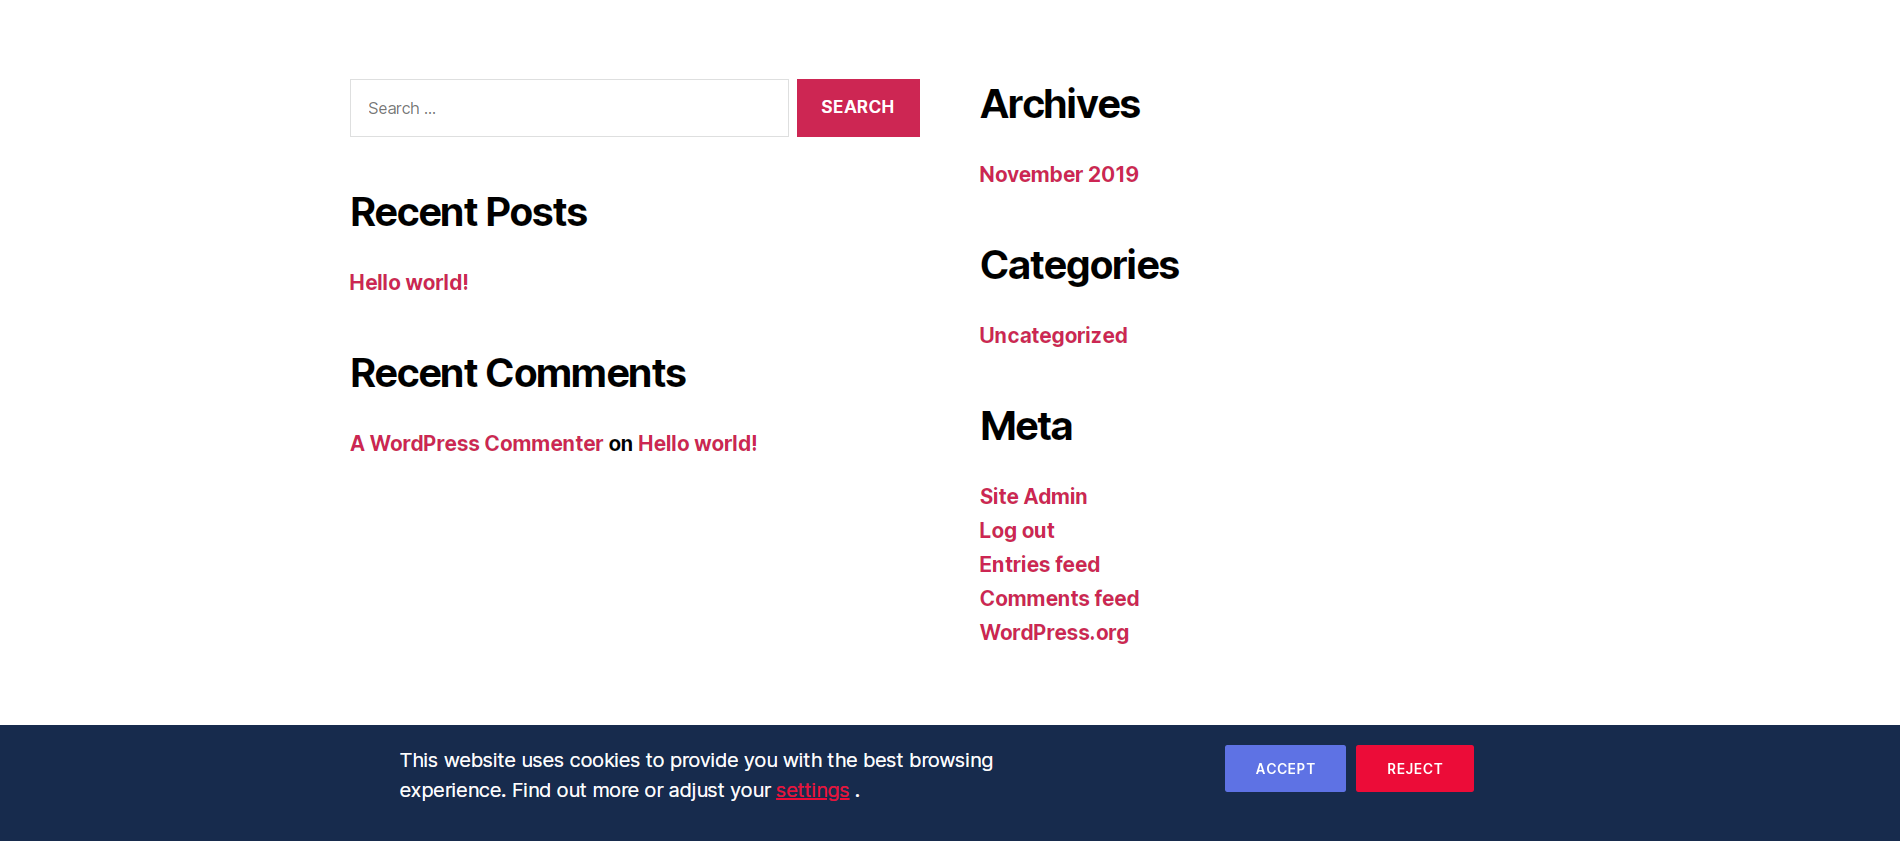 Search ...
SEARCH
Recent Posts
Hello world!
Recent Comments
A WordPress Commenter on Hello world!
Archives
November 2019
Categories
Uncategorized
Meta
Site Admin
Log out
Entries feed
Comments feed
WordPress.org
This website uses cookies to provide you with the best browsing
experience. Find out more or adjust your settings .
ACCEPT
REJECT